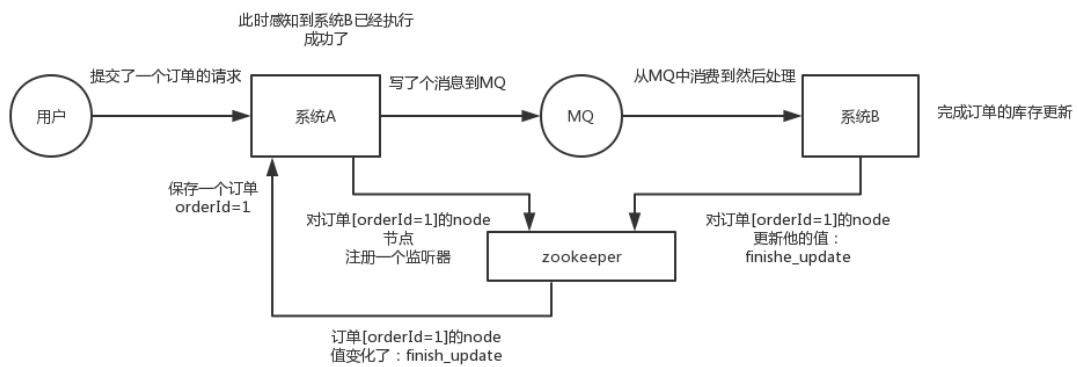 此时感知到系统B已经执行
成功了
提交了一个订单的请求
写了个消息到MQ
从MQ中消费到然后处理
用户
系统A
MQ
系统B
完成订单的库存更新
保存一个订单
orderId=1
对订单[orderId=1]的node
节点
注册一个监听器
zookeeper
对订单[orderId=1]的node
更新他的值：
finishe_update
订单[orderId=1]的node
值变化了：finish_update